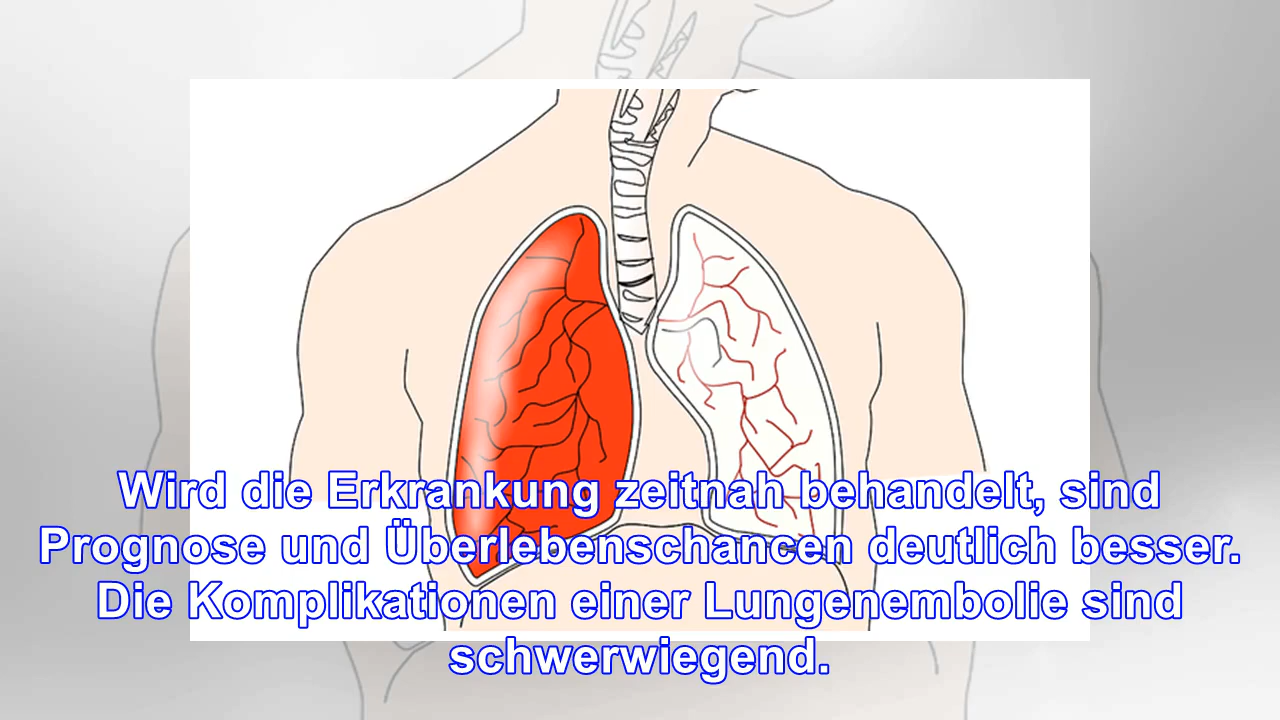 Wird die Erkrankung zeitnah behandelt, sind
Prognose und Überlebenschancen deutlich besser.
Die Komplikationen einer Lungenembolie sind
schwerwiegend.